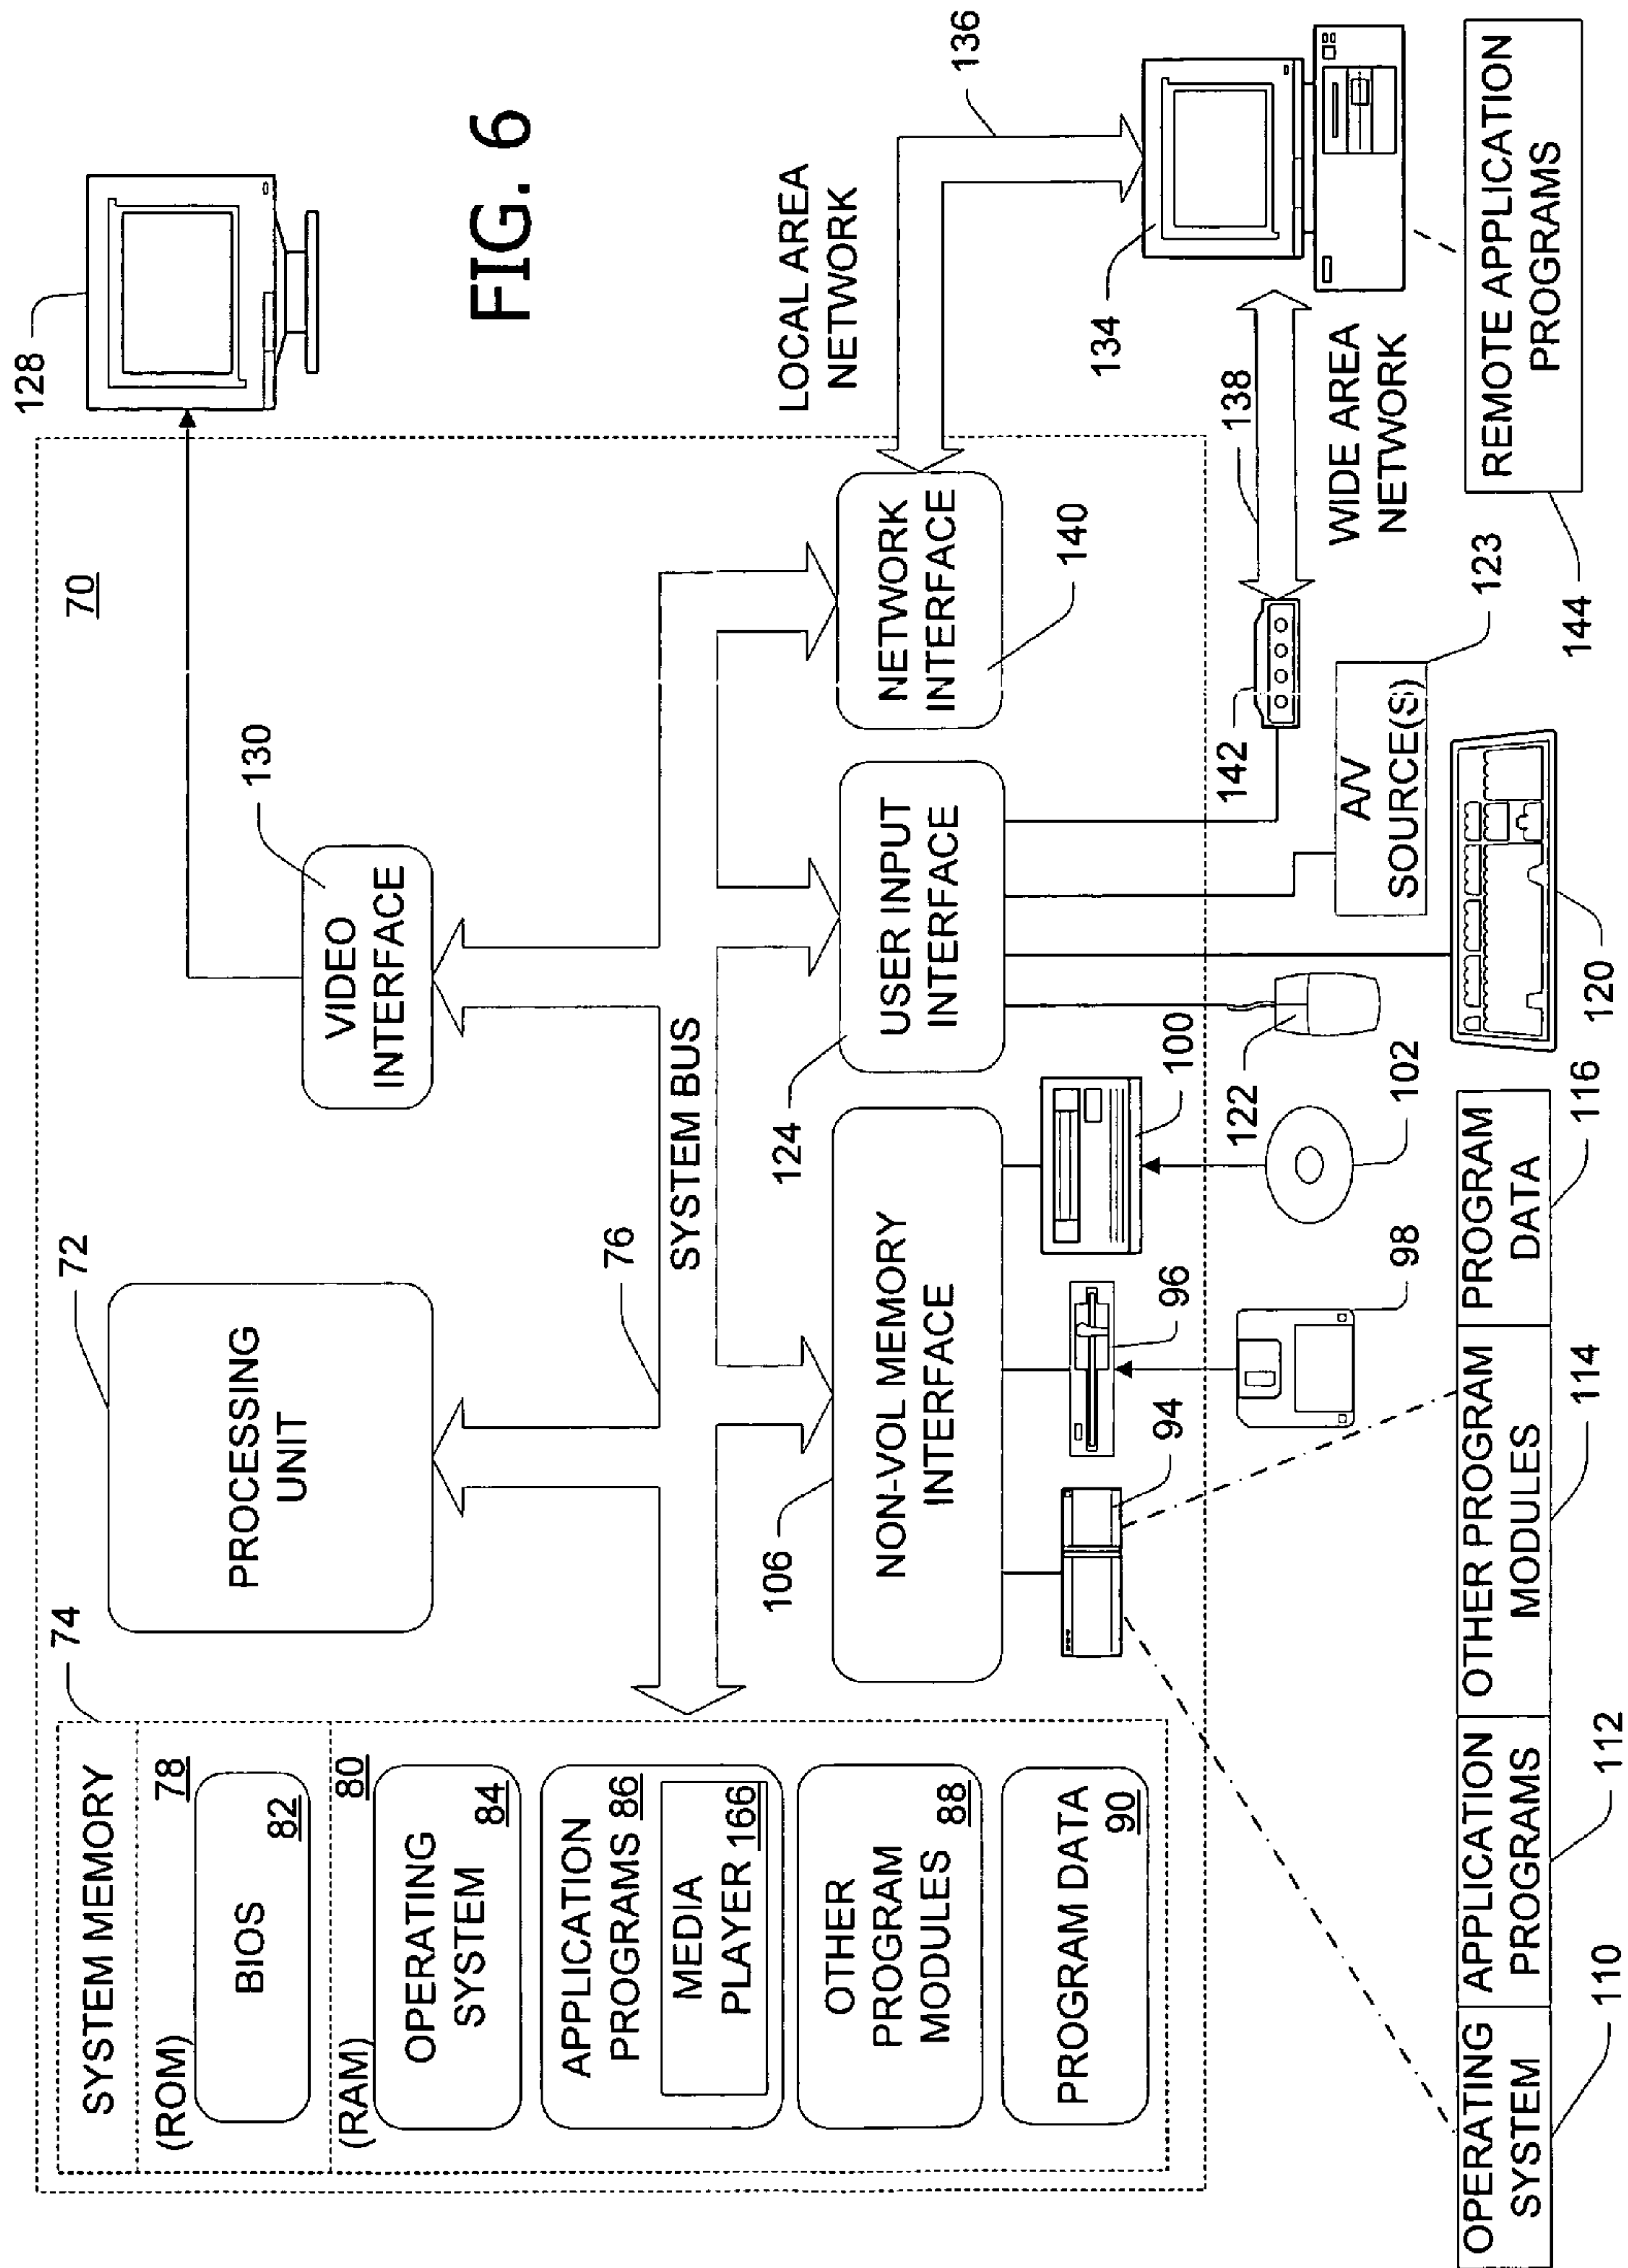 FIG. 6
70
128
SYSTEM MEMORY
74
(ROM) 78
BIOS
82
(RAM) 80
OPERATING
SYSTEM
84
APPLICATION
PROGRAMS 86
MEDIA
PLAYER 166
OTHER
PROGRAM
MODULES
88
PROGRAM DATA
90
PROCESSING
UNIT
72
VIDEO
INTERFACE
130
76
SYSTEM BUS
106
NON-VOL MEMORY
INTERFACE
124
USER INPUT
INTERFACE
NETWORK
INTERFACE
140
LOCAL AREA
NETWORK
136
94
96
98
100
102
122
120
142
138
134
WIDE AREA
NETWORK
A/V
SOURCE(S)
123
OPERATING
SYSTEM
110
APPLICATION
PROGRAMS
112
OTHER PROGRAM
MODULES
114
PROGRAM
DATA
116
REMOTE APPLICATION
PROGRAMS
144